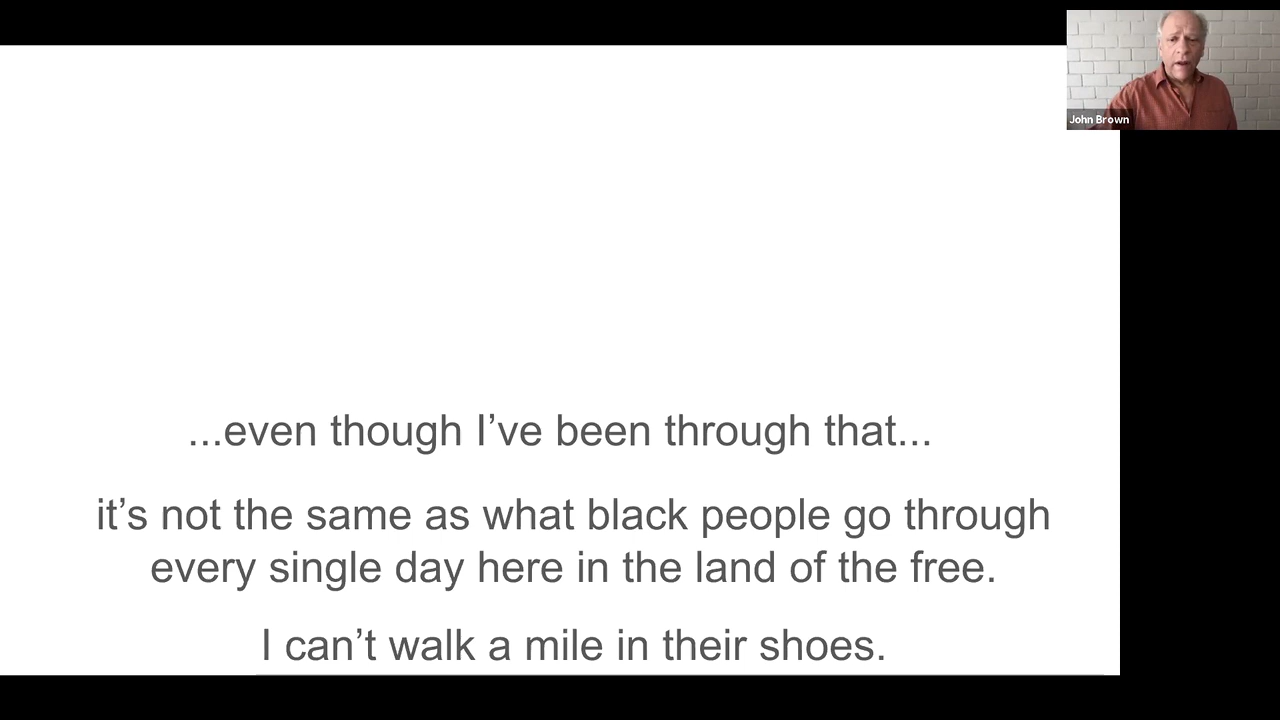 John Brown
...even though I’ve been through that...
it’s not the same as what black people go through
every single day here in the land of the free.
I can’t walk a mile in their shoes.